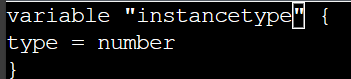 variable "instancetype" {
type = number
}